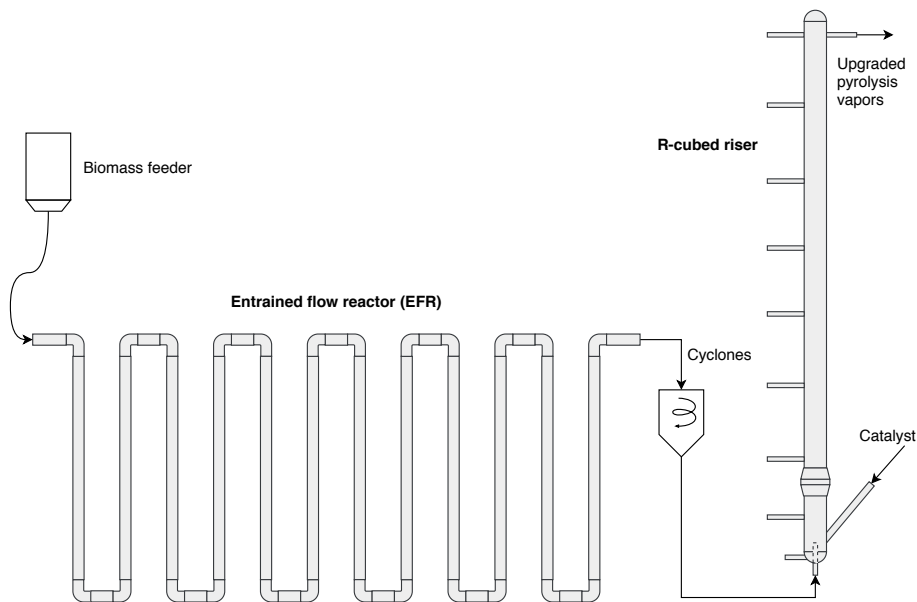 Upgraded
pyrolysis
vapors
R-cubed riser
Biomass feeder
Entrained flow reactor (EFR)
Cyclones
Catalyst